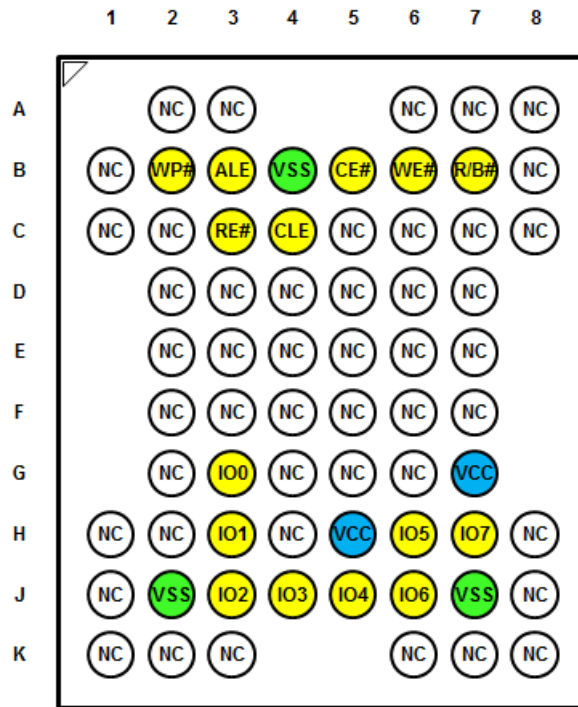 1 2 3 4 5 6 7 8
A NC NC NC NC NC
B NC WP# ALE VSS CE# WE# R/B# NC
C NC NC RE# CLE NC NC NC NC
D NC NC NC NC NC NC
E NC NC NC NC NC NC
F NC NC NC NC NC NC
G NC IO0 NC NC NC VCC
H NC NC IO1 NC VCC IO5 IO7 NC
J NC VSS IO2 IO3 IO4 IO6 VSS NC
K NC NC NC NC NC NC